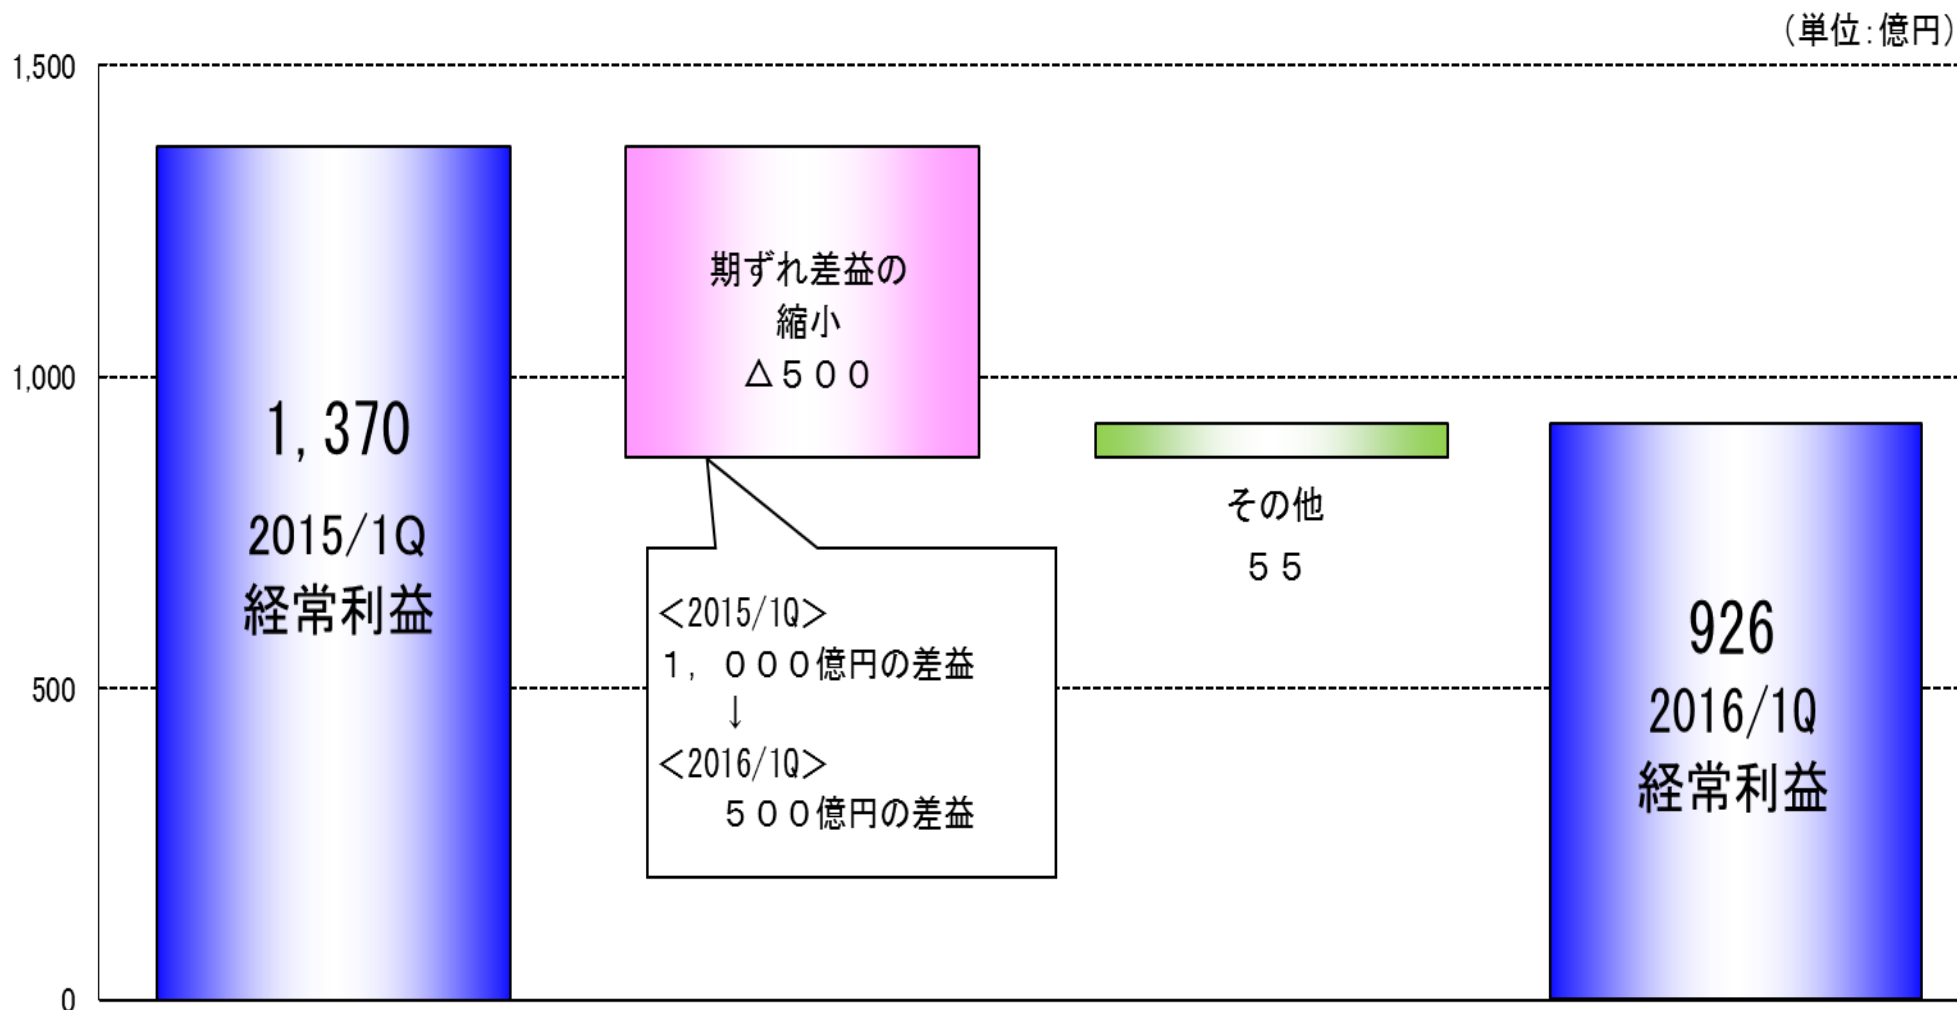 (単位:億円)
1,500
1,000
500
0
1,370
2015/1Q
経常利益
期ずれ差益の
縮小
△500
<2015/1Q>
1,000億円の差益
↓
<2016/1Q>
500億円の差益
その他
55
926
2016/1Q
経常利益